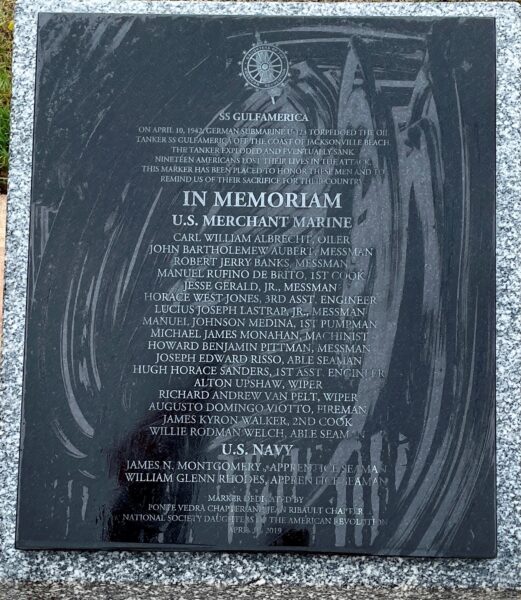 SS GULFAMERICA
ON APRIL 10, 1942, GERMAN SUBMARINE U-123 TORPEDOED THE OIL
TANKER SS GULFAMERICA OFF THE COAST OF JACKSONVILLE BEACH.
THE TANKER EXPLODED AND EVENTUALLY SANK.
NINETEEN AMERICANS LOST THEIR LIVES IN THE ATTACK.
THIS MARKER HAS BEEN PLACED TO HONOR THESE MEN AND TO
REMIND US OF THEIR SACRIFICE FOR THEIR COUNTRY.
IN MEMORIAM
U.S. MERCHANT MARINE
CARL WILLIAM ALBRECHT, OILER
JOHN BARTHOLEMEW AUBERT, MESSMAN
ROBERT JERRY BANKS, MESSMAN
MANUEL RUFINO DE BRITO, 1ST COOK
JESSE GERALD, JR., MESSMAN
HORACE WEST JONES, 3RD ASST. ENGINEER
LUCIUS JOSEPH LASTRAP, JR., MESSMAN
MANUEL JOHNSON MEDINA, 1ST PUMPMAN
MICHAEL JAMES MONAHAN, MACHINIST
HOWARD BENJAMIN PITTMAN, MESSMAN
JOSEPH EDWARD RISSO, ABLE SEAMAN
HUGH HORACE SANDERS, 1ST ASST. ENGINEER
ALTON UPSHAW, WIPER
RICHARD ANDREW VAN PELT, WIPER
AUGUSTO DOMINGO VIOTTO, FIREMAN
JAMES KYRON WALKER, 2ND COOK
WILLIE RODMAN WELCH, ABLE SEAMAN
U.S. NAVY
JAMES N. MONTGOMERY, APPRENTICE SEAMAN
WILLIAM GLENN RHODES, APPRENTICE SEAMAN
MARKER DEDICATED BY
PONTE VEDRA CHAPTER AND JEAN RIBAULT CHAPTER
NATIONAL SOCIETY DAUGHTERS OF THE AMERICAN REVOLUTION
APRIL 2019